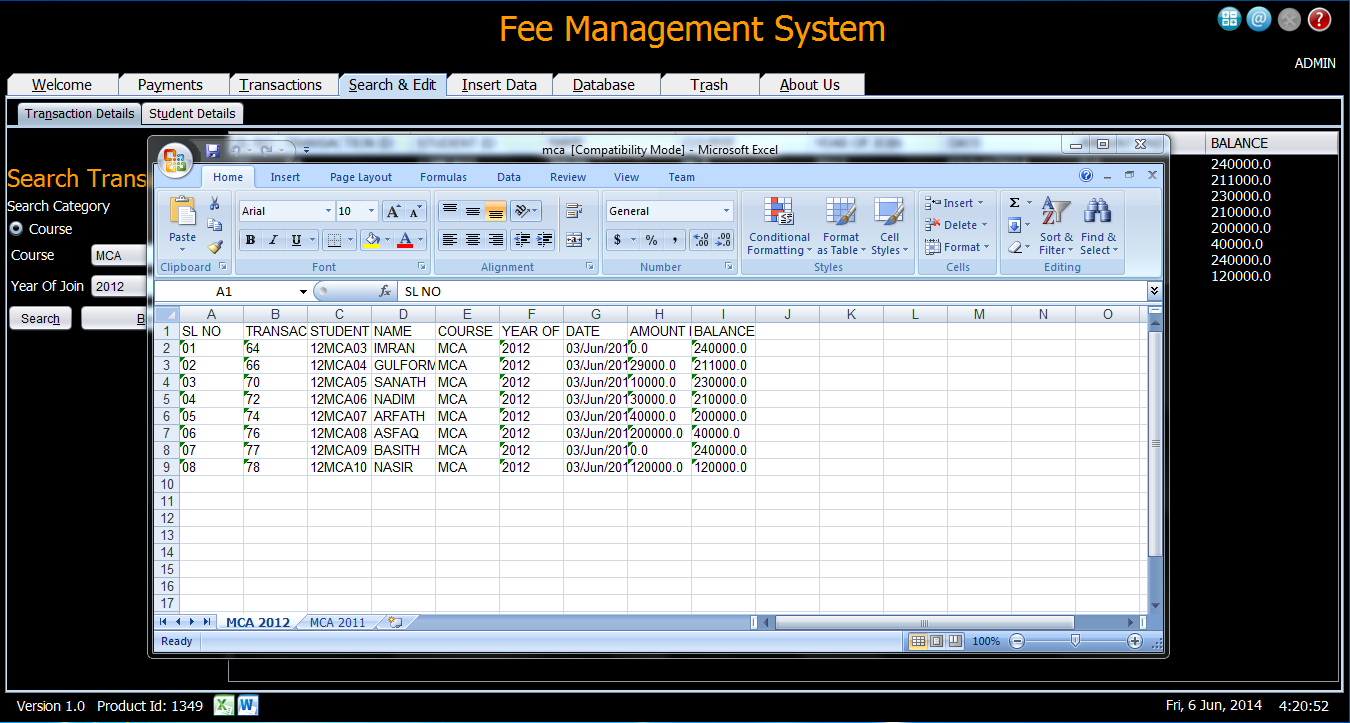 Fee Management System
ADMIN
Welcome Payments Transactions Search & Edit Insert Data Database Trash About Us
Transaction Details Student Details
BALANCE
240000.0
211000.0
230000.0
210000.0
200000.0
40000.0
240000.0
120000.0
Search Trans
Search Category
Course
Course MCA
Year Of Join 2012
Search B
mca [Compatibility Mode] - Microsoft Excel
Home Insert Page Layout Formulas Data Review View Team
Paste
Clipboard
Arial 10
B I U
Font
Alignment
General
$ % ,
Number
Conditional Formatting
Format as Table
Cell Styles
Styles
Insert
Delete
Format
Cells
Sort & Filter
Find & Select
Editing
A1 fx SL NO
A B C D E F G H I J K L M N O
1 SL NO TRANSAC STUDENT NAME COURSE YEAR OF DATE AMOUNT BALANCE
2 01 64 12MCA03 IMRAN MCA 2012 03/Jun/201 0.0 240000.0
3 02 66 12MCA04 GULFORM MCA 2012 03/Jun/201 29000.0 211000.0
4 03 70 12MCA05 SANATH MCA 2012 03/Jun/201 10000.0 230000.0
5 04 72 12MCA06 NADIM MCA 2012 03/Jun/201 30000.0 210000.0
6 05 74 12MCA07 ARFATH MCA 2012 03/Jun/201 40000.0 200000.0
7 06 76 12MCA08 ASFAQ MCA 2012 03/Jun/201 200000.0 40000.0
8 07 77 12MCA09 BASITH MCA 2012 03/Jun/201 0.0 240000.0
9 08 78 12MCA10 NASIR MCA 2012 03/Jun/201 120000.0 120000.0
10
11
12
13
14
15
16
17
MCA 2012 MCA 2011
Ready 100%
Version 1.0 Product Id: 1349 Fri, 6 Jun, 2014 4:20:52